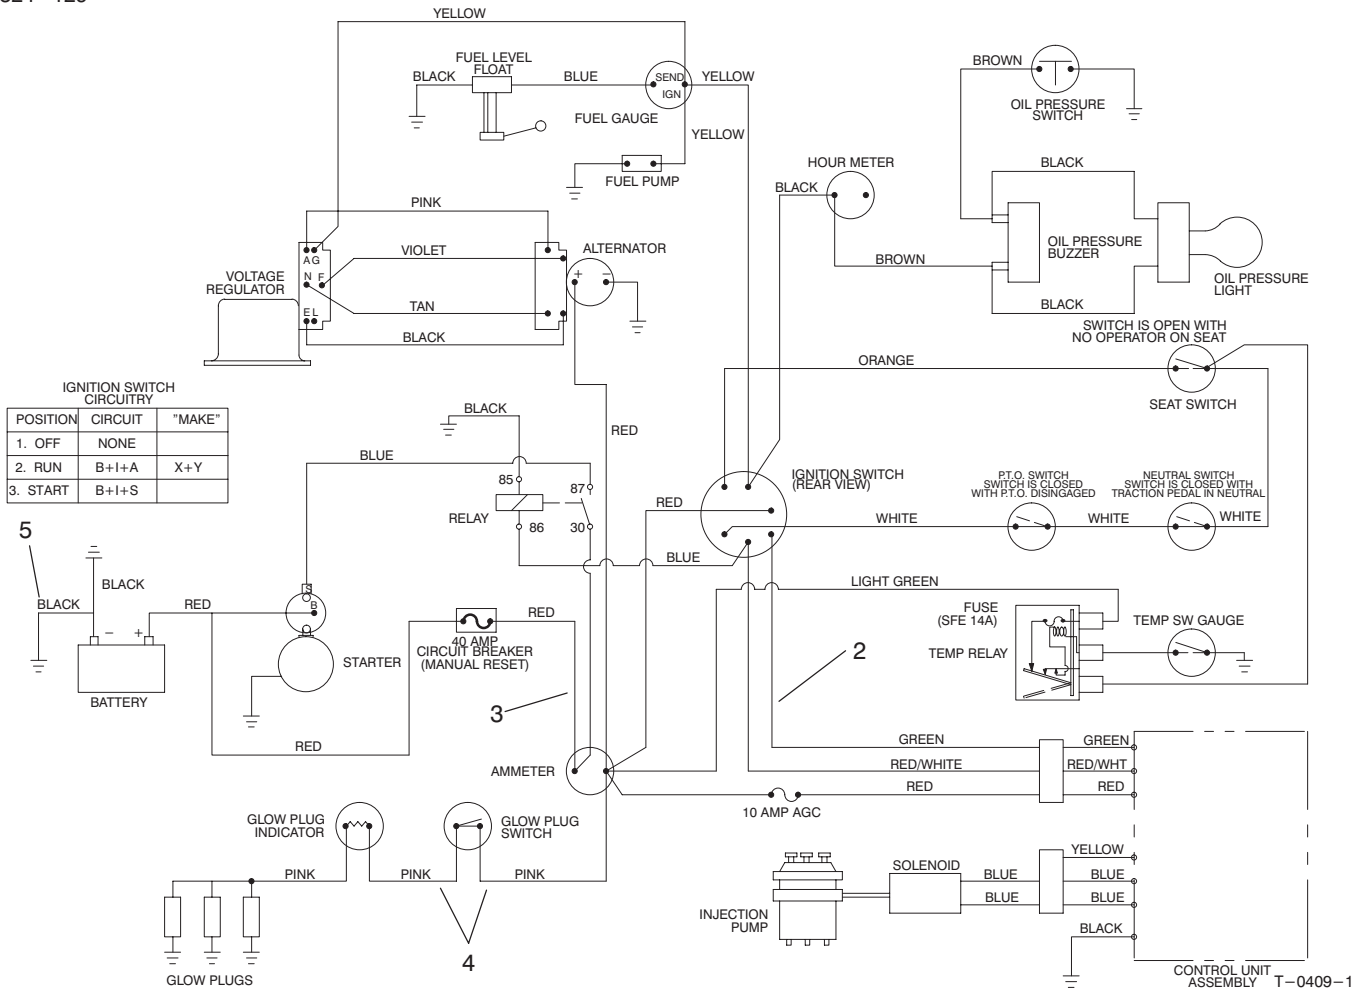 YELLOW
FUEL LEVEL
FLOAT
BLACK
BLUE
SEND
IGN
YELLOW
FUEL GAUGE
YELLOW
FUEL PUMP
BROWN
OIL PRESSURE
SWITCH
HOUR METER
BLACK
BROWN
BLACK
OIL PRESSURE
BUZZER
BLACK
OIL PRESSURE
LIGHT
PINK
A G
N F
E L
VIOLET
TAN
BLACK
VOLTAGE
REGULATOR
ALTERNATOR
+ −
SWITCH IS OPEN WITH
NO OPERATOR ON SEAT
ORANGE
SEAT SWITCH
IGNITION SWITCH
CIRCUITRY
POSITION CIRCUIT "MAKE"
1. OFF NONE
2. RUN B+I+A X+Y
3. START B+I+S
BLACK
RED
BLUE
85
87
RELAY
86
30
RED
IGNITION SWITCH
(REAR VIEW)
BLUE
P.T.O. SWITCH
SWITCH IS CLOSED
WITH P.T.O. DISINGAGED
NEUTRAL SWITCH
SWITCH IS CLOSED WITH
TRACTION PEDAL IN NEUTRAL
WHITE
WHITE
WHITE
5
BLACK
BLACK
RED
− +
BATTERY
S
B
STARTER
RED
40 AMP
CIRCUIT BREAKER
(MANUAL RESET)
RED
3
AMMETER
LIGHT GREEN
2
FUSE
(SFE 14A)
TEMP RELAY
TEMP SW GAUGE
GREEN
GREEN
RED/WHITE
RED/WHT
RED
RED
10 AMP AGC
GLOW PLUG
INDICATOR
GLOW PLUG
SWITCH
PINK
PINK
PINK
4
GLOW PLUGS
INJECTION
PUMP
SOLENOID
BLUE
BLUE
YELLOW
BLUE
BLUE
BLACK
CONTROL UNIT
ASSEMBLY
T−0409−1